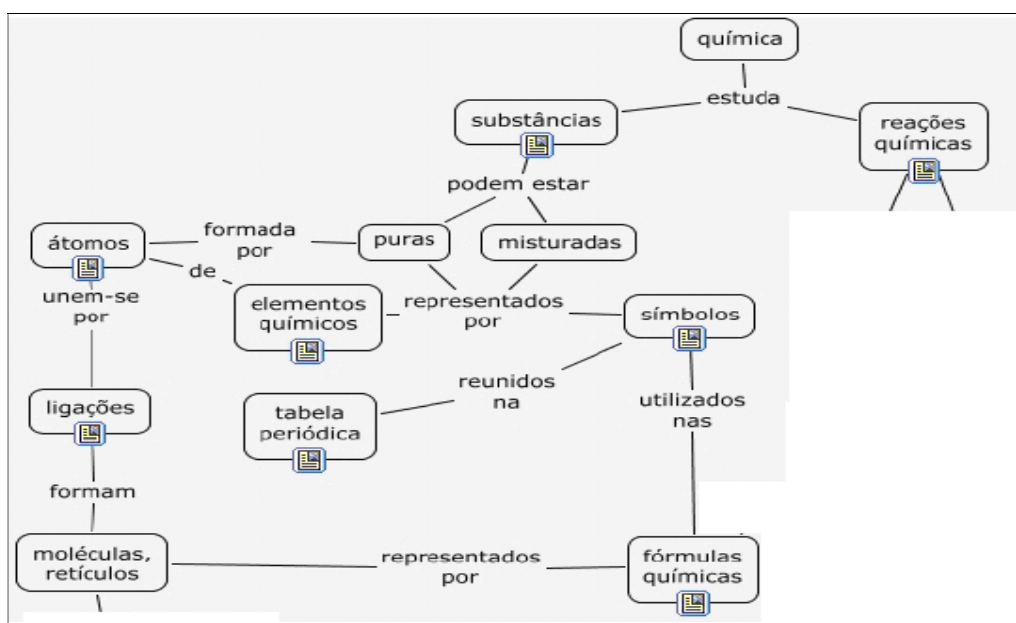 química
estuda
substâncias
reações
químicas
podem estar
puras
misturadas
formada
por
átomos
de
unem-se
por
elementos
químicos
representados
por
símbolos
reunidos
na
utilizados
nas
ligações
tabela
periódica
formam
moléculas,
retículos
representados
por
fórmulas
químicas